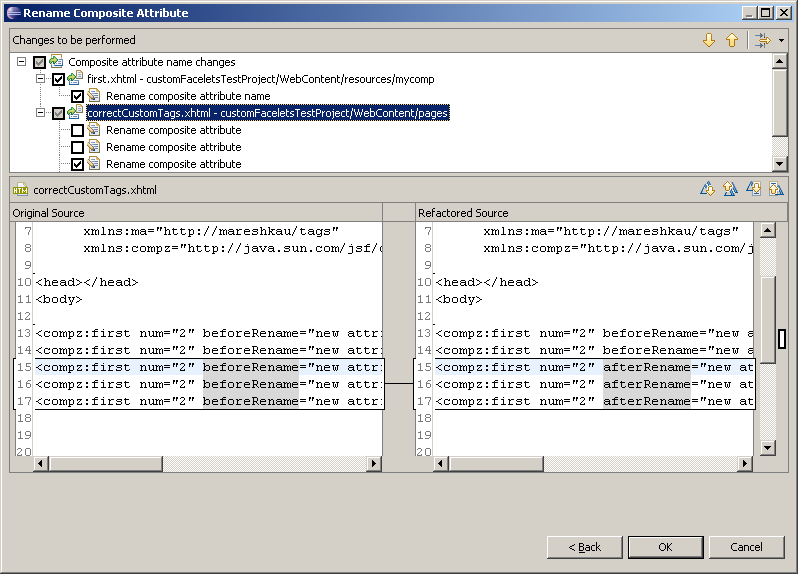 Rename Composite Attribute
Changes to be performed
Composite attribute name changes
first.xhtml - customFaceletsTestProject/WebContent/resources/mycomp
Rename composite attribute name
correctCustomTags.xhtml - customFaceletsTestProject/WebContent/pages
Rename composite attribute
Rename composite attribute
Rename composite attribute
correctCustomTags.xhtml
Original Source
7 xmlns:ma="http://mareshkau/tags"
8 xmlns:compz="http://java.sun.com/jsf/
9
10 <head></head>
11 <body>
12
13 <compz:first num="2" beforeRename="new attri
14 <compz:first num="2" beforeRename="new attri
15 <compz:first num="2" beforeRename="new attri
16 <compz:first num="2" beforeRename="new attri
17 <compz:first num="2" beforeRename="new attri
18
19
20
Refactored Source
7 xmlns:ma="http://mareshkau/tags"
8 xmlns:compz="http://java.sun.com/j
9
10 <head></head>
11 <body>
12
13 <compz:first num="2" beforeRename="new a
14 <compz:first num="2" beforeRename="new a
15 <compz:first num="2" afterRename="new at
16 <compz:first num="2" afterRename="new at
17 <compz:first num="2" afterRename="new at
18
19
20
< Back
OK
Cancel